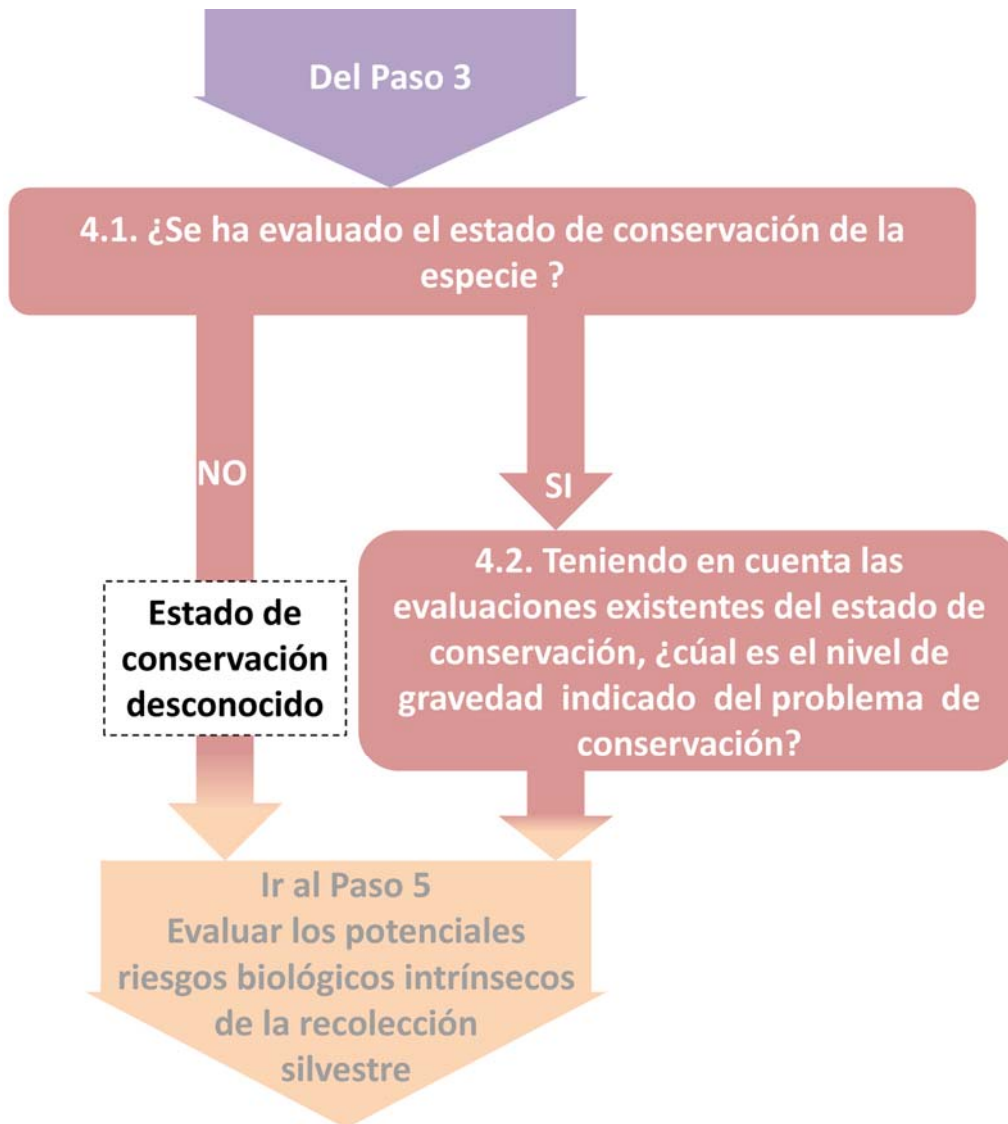 Del Paso 3
4.1. ¿Se ha evaluado el estado de conservación de la
especie ?
NO
SI
Estado de
conservación
desconocido
4.2. Teniendo en cuenta las
evaluaciones existentes del estado de
conservación, ¿cúal es el nivel de
gravedad indicado del problema de
conservación?
Ir al Paso 5
Evaluar los potenciales
riesgos biológicos intrínsecos
de la recolección
silvestre